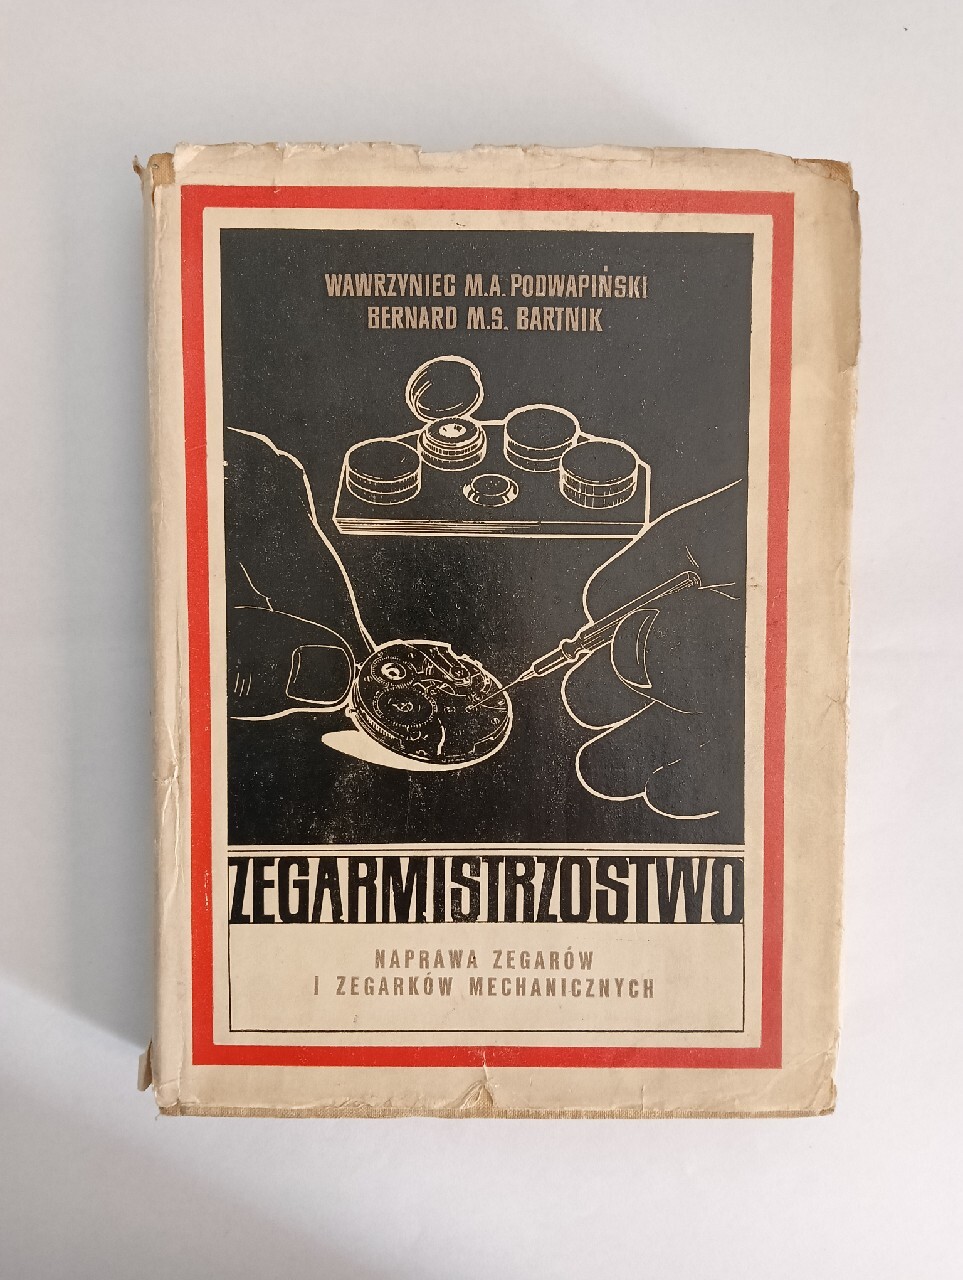 WAWRZYNIEC M.A. PODWAPIŃSKI
BERNARD M.S. BARTNIK
ZEGARMISTRZOSTWO
NAPRAWA ZEGARÓW
I ZEGARKÓW MECHANICZNYCH